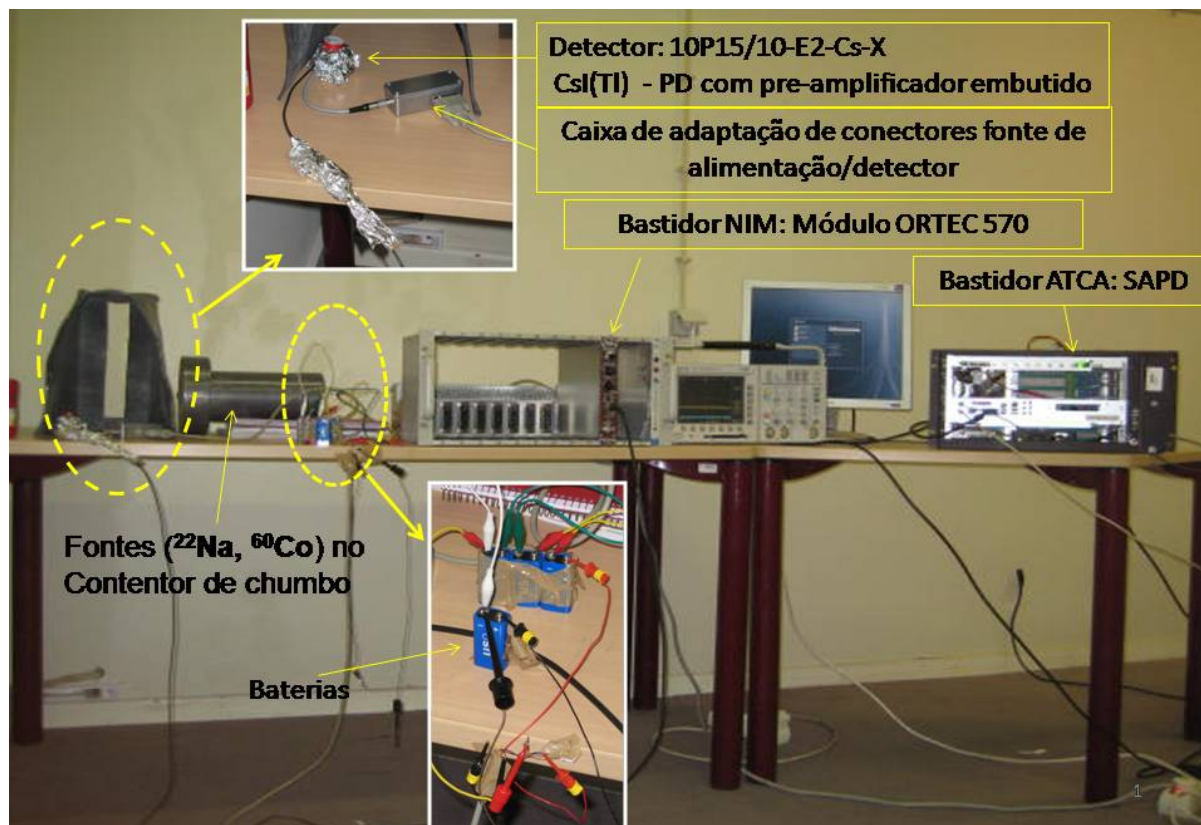 Detector: 10P15/10-E2-Cs-X
CsI(Tl) - PD com pre-amplificador embutido
Caixa de adaptação de conectores fonte de
alimentação/detector
Bastidor NIM: Módulo ORTEC 570
Bastidor ATCA: SAPD
Fontes (²²Na, ⁶⁰Co) no
Contentor de chumbo
Baterias
1